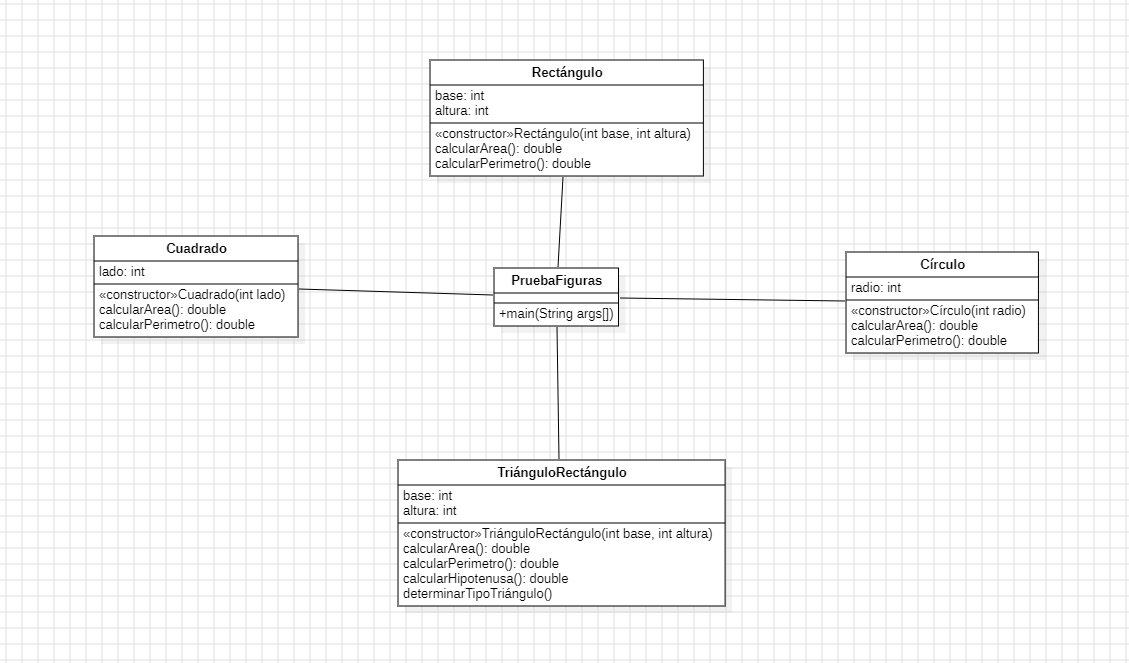 Rectángulo
base: int
altura: int
«constructor»Rectángulo(int base, int altura)
calcularArea(): double
calcularPerimetro(): double
Cuadrado
lado: int
«constructor»Cuadrado(int lado)
calcularArea(): double
calcularPerimetro(): double
PruebaFiguras
+main(String args[])
Círculo
radio: int
«constructor»Círculo(int radio)
calcularArea(): double
calcularPerimetro(): double
TriánguloRectángulo
base: int
altura: int
«constructor»TriánguloRectángulo(int base, int altura)
calcularArea(): double
calcularPerimetro(): double
calcularHipotenusa(): double
determinarTipoTriángulo()